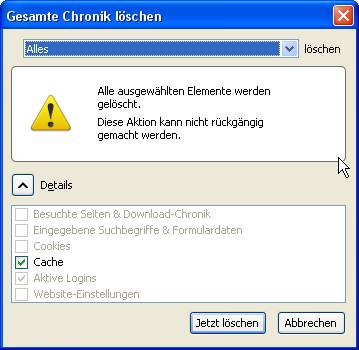 Gesamte Chronik löschen
Alles löschen
Alle ausgewählten Elemente werden
gelöscht.
Diese Aktion kann nicht rückgängig
gemacht werden.
Details
Besuchte Seiten & Download-Chronik
Eingegebene Suchbegriffe & Formulardaten
Cookies
Cache
Aktive Logins
Website-Einstellungen
Jetzt löschen Abbrechen